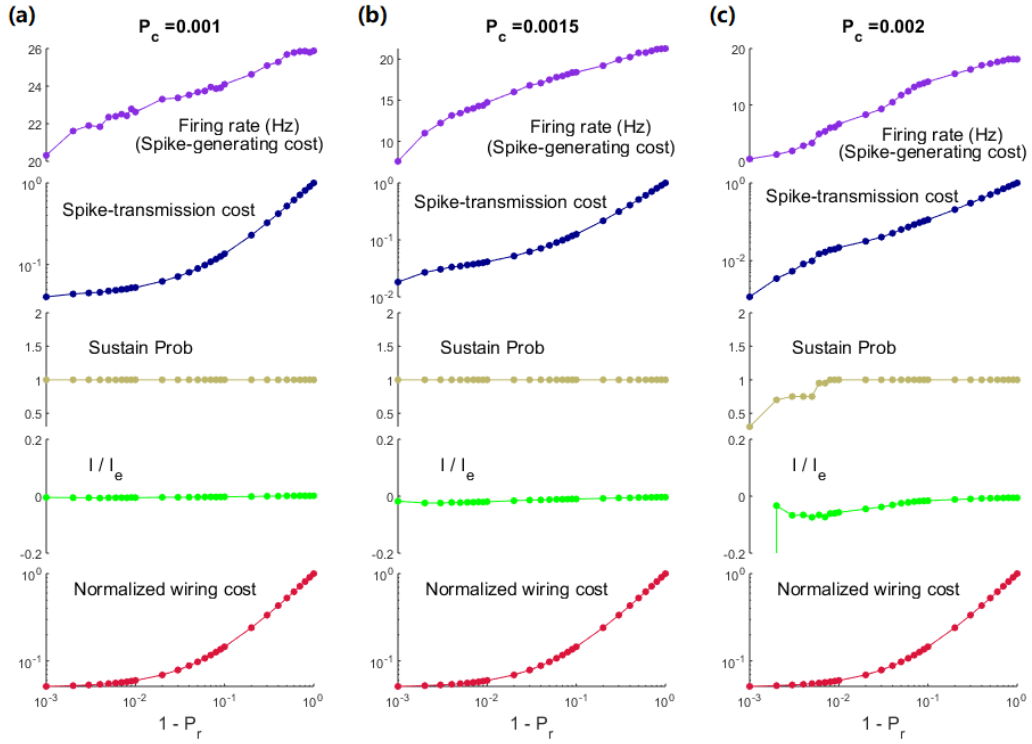 (a)
P_c =0.001
26
24
22
20
Firing rate (Hz)
(Spike-generating cost)
10^0
10^-1
Spike-transmission cost
2
1.5
1
0.5
Sustain Prob
0.2
0
-0.2
I / I_e
10^0
10^-1
Normalized wiring cost
10^-3
10^-2
10^-1
10^0
1 - P_r
(b)
P_c =0.0015
20
15
10
Firing rate (Hz)
(Spike-generating cost)
10^0
10^-1
10^-2
Spike-transmission cost
2
1.5
1
0.5
Sustain Prob
0.2
0
-0.2
I / I_e
10^0
10^-1
Normalized wiring cost
10^-3
10^-2
10^-1
10^0
1 - P_r
(c)
P_c =0.002
20
10
0
Firing rate (Hz)
(Spike-generating cost)
10^0
10^-2
Spike-transmission cost
2
1.5
1
0.5
Sustain Prob
0.2
0
-0.2
I / I_e
10^0
10^-1
Normalized wiring cost
10^-3
10^-2
10^-1
10^0
1 - P_r